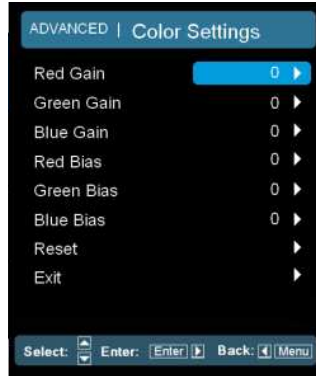 ADVANCED | Color Settings
Red Gain 0
Green Gain 0
Blue Gain 0
Red Bias 0
Green Bias 0
Blue Bias 0
Reset
Exit
Select: Enter: Enter Back: Menu